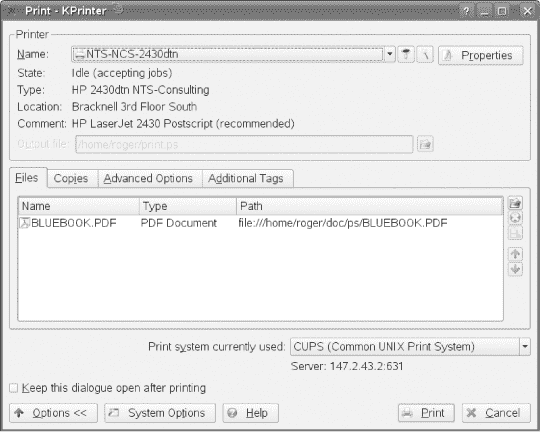 Print - KPrinter
Printer
Name: NTS-NCS-2430dtn Properties
State: Idle (accepting jobs)
Type: HP 2430dtn NTS-Consulting
Location: Bracknell 3rd Floor South
Comment: HP LaserJet 2430 Postscript (recommended)
Output file: /home/roger/print.ps
Files Copies Advanced Options Additional Tags
Name Type Path
BLUEBOOK.PDF PDF Document file:///home/roger/doc/ps/BLUEBOOK.PDF
Print system currently used: CUPS (Common UNIX Print System)
Server: 147.2.43.2:631
Keep this dialogue open after printing
Options << System Options Help Print Cancel